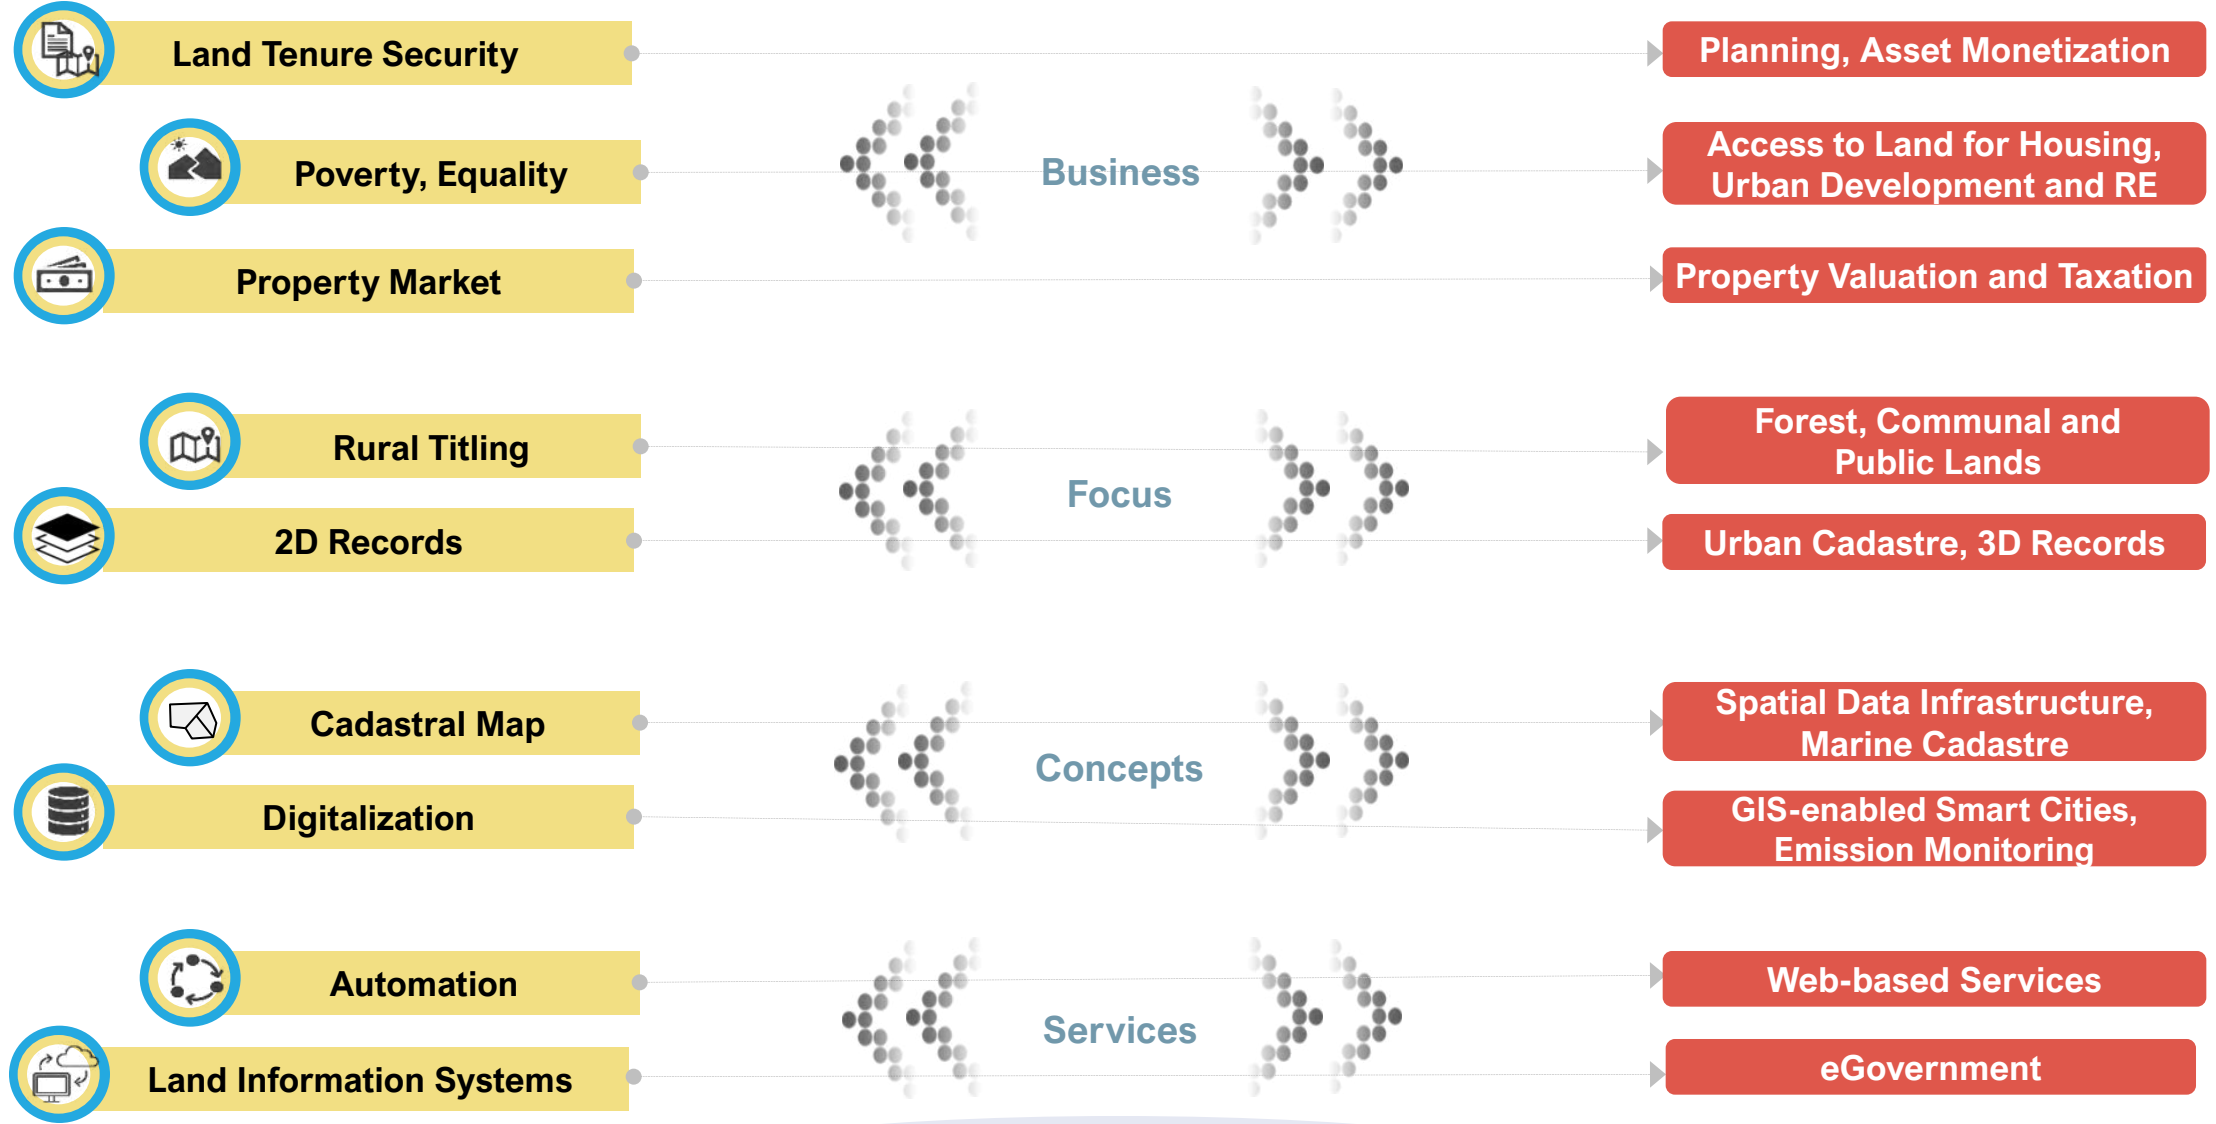 Land Tenure Security
Planning, Asset Monetization
Poverty, Equality
Business
Access to Land for Housing,
Urban Development and RE
Property Market
Property Valuation and Taxation
Rural Titling
Focus
Forest, Communal and
Public Lands
2D Records
Urban Cadastre, 3D Records
Cadastral Map
Concepts
Spatial Data Infrastructure,
Marine Cadastre
Digitalization
GIS-enabled Smart Cities,
Emission Monitoring
Automation
Services
Web-based Services
Land Information Systems
eGovernment